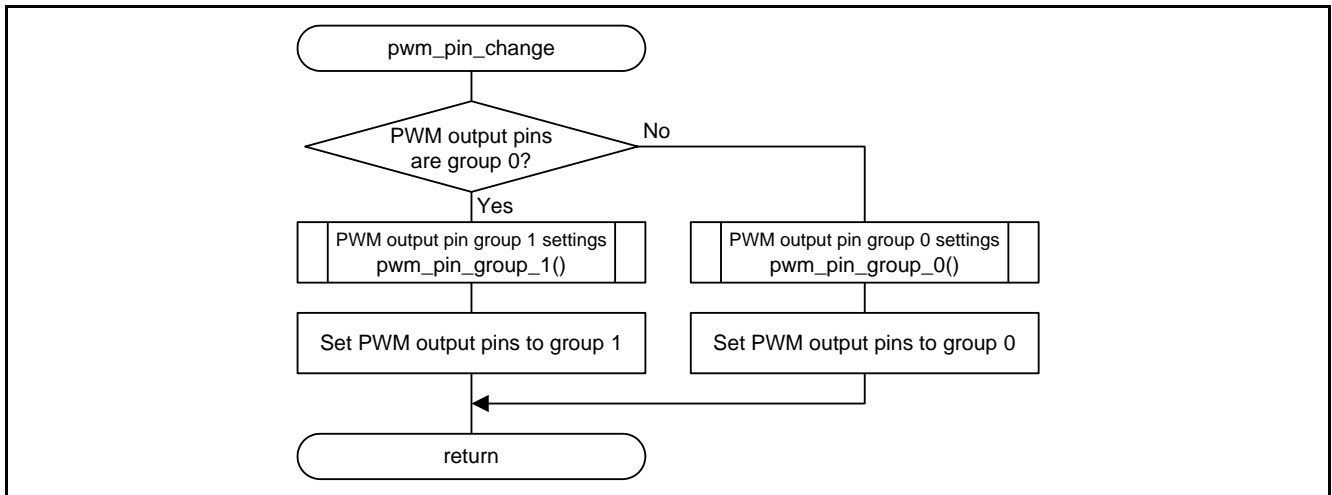 pwm_pin_change
PWM output pins
are group 0?
No
Yes
PWM output pin group 1 settings
pwm_pin_group_1()
PWM output pin group 0 settings
pwm_pin_group_0()
Set PWM output pins to group 1
Set PWM output pins to group 0
return